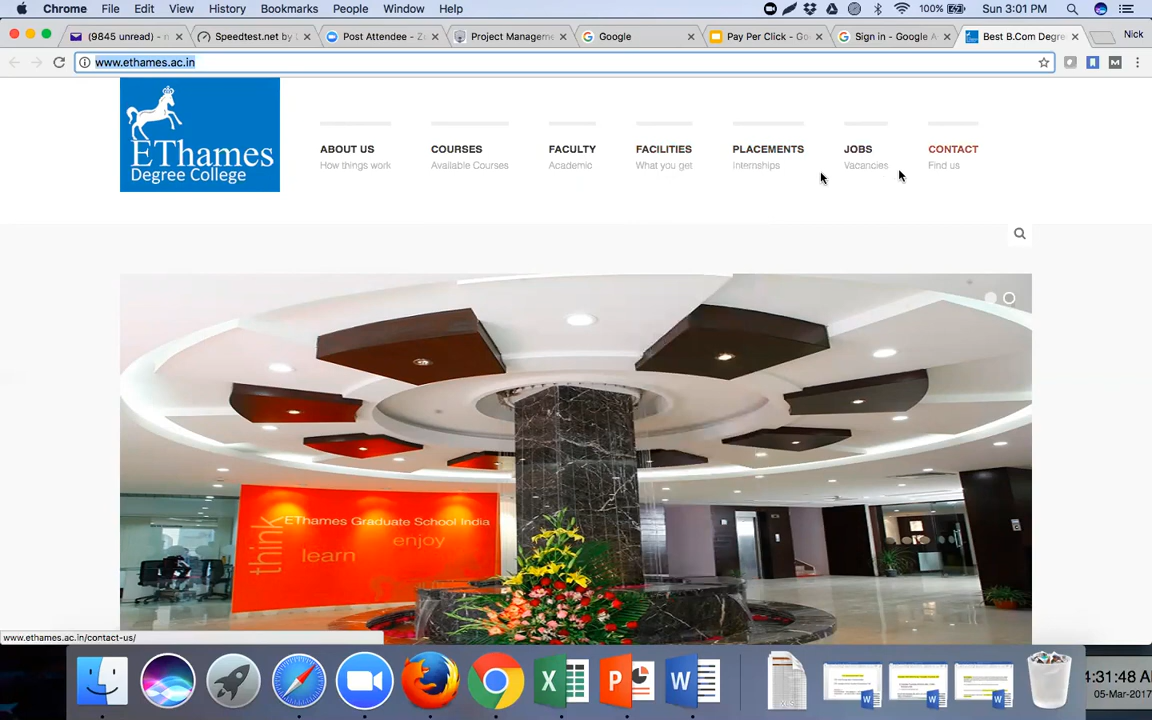 Chrome File Edit View History Bookmarks People Window Help 100% Sun 3:01 PM
(9845 unread) - Speedtest.net by Post Attendee - Z Project Managem Google Pay Per Click - Go Sign in - Google A Best B.Com Degre Nick
www.ethames.ac.in
EThames
Degree College
ABOUT US COURSES FACULTY FACILITIES PLACEMENTS JOBS CONTACT
How things work Available Courses Academic What you get Internships Vacancies Find us
EThames Graduate School India
think
learn
enjoy
www.ethames.ac.in/contact-us/
X P W W W W
4:31:48 A
05-Mar-2017